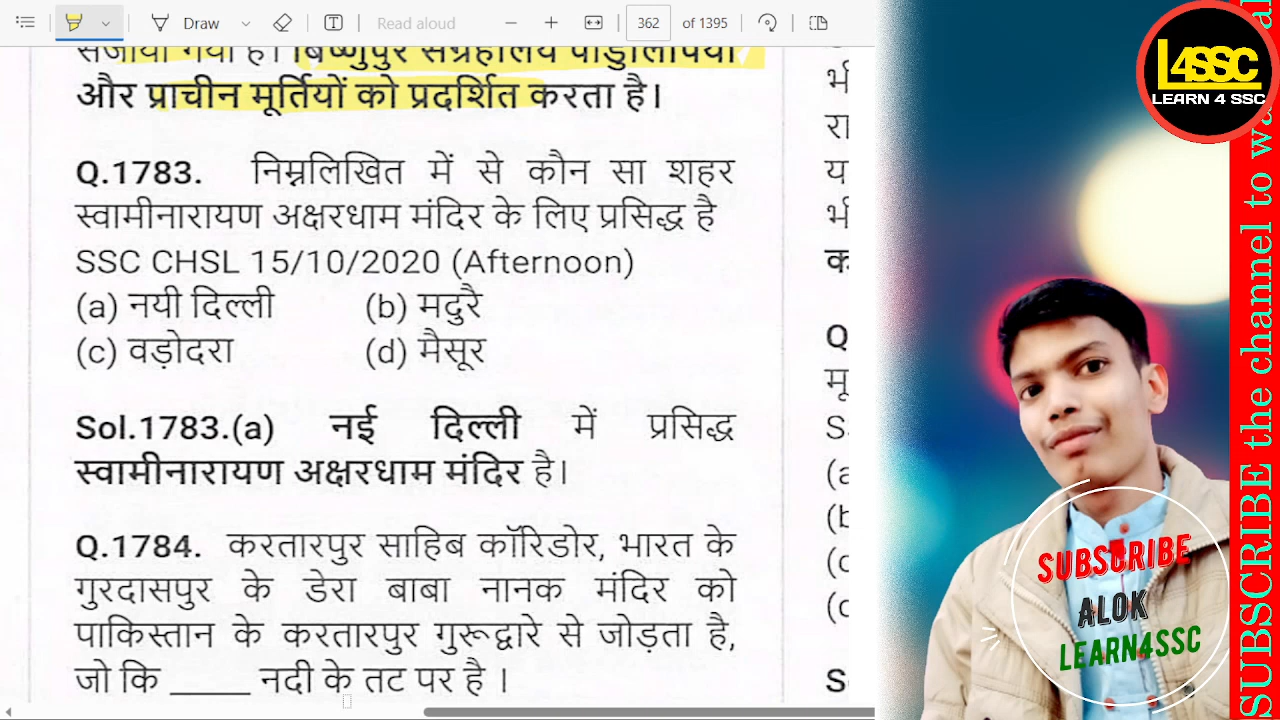 Draw
Read aloud
362
of 1395
सजाया गया है। बिष्णुपुर संग्रहालय पांडुलिपियों
और प्राचीन मूर्तियों को प्रदर्शित करता है।
Q.1783. निम्नलिखित में से कौन सा शहर
स्वामीनारायण अक्षरधाम मंदिर के लिए प्रसिद्ध है
SSC CHSL 15/10/2020 (Afternoon)
(a) नयी दिल्ली (b) मदुरै
(c) वड़ोदरा (d) मैसूर
Sol.1783.(a) नई दिल्ली में प्रसिद्ध
स्वामीनारायण अक्षरधाम मंदिर है।
Q.1784. करतारपुर साहिब कॉरिडोर, भारत के
गुरदासपुर के डेरा बाबा नानक मंदिर को
पाकिस्तान के करतारपुर गुरूद्वारे से जोड़ता है,
जो कि _____ नदी के तट पर है ।
L4SSC
LEARN 4 SSC
SUBSCRIBE the channel to
SUBSCRIBE
ALOK
LEARN4SSC